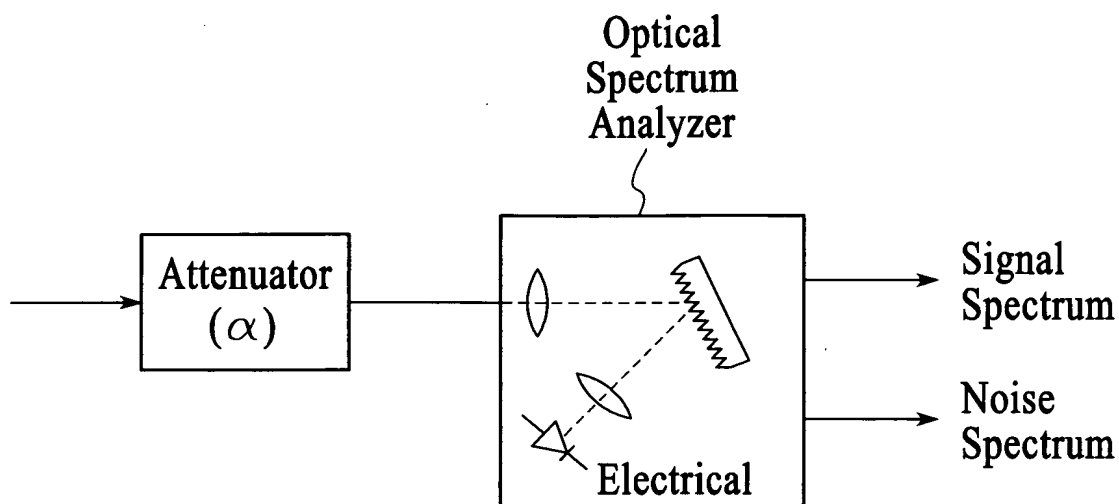 Optical
Spectrum
Analyzer
Attenuator
(α)
Signal
Spectrum
Noise
Spectrum
Electrical